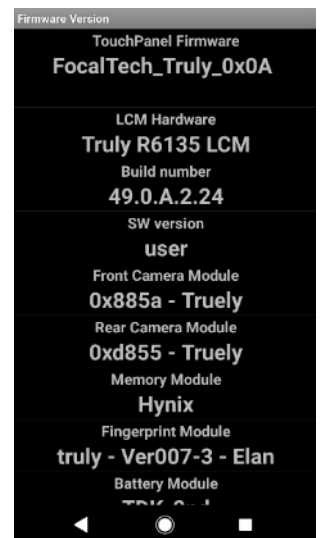 Firmware Version
TouchPanel Firmware
FocalTech_Truly_0x0A
LCM Hardware
Truly R6135 LCM
Build number
49.0.A.2.24
SW version
user
Front Camera Module
0x885a - Truely
Rear Camera Module
0xd855 - Truely
Memory Module
Hynix
Fingerprint Module
truly - Ver007-3 - Elan
Battery Module